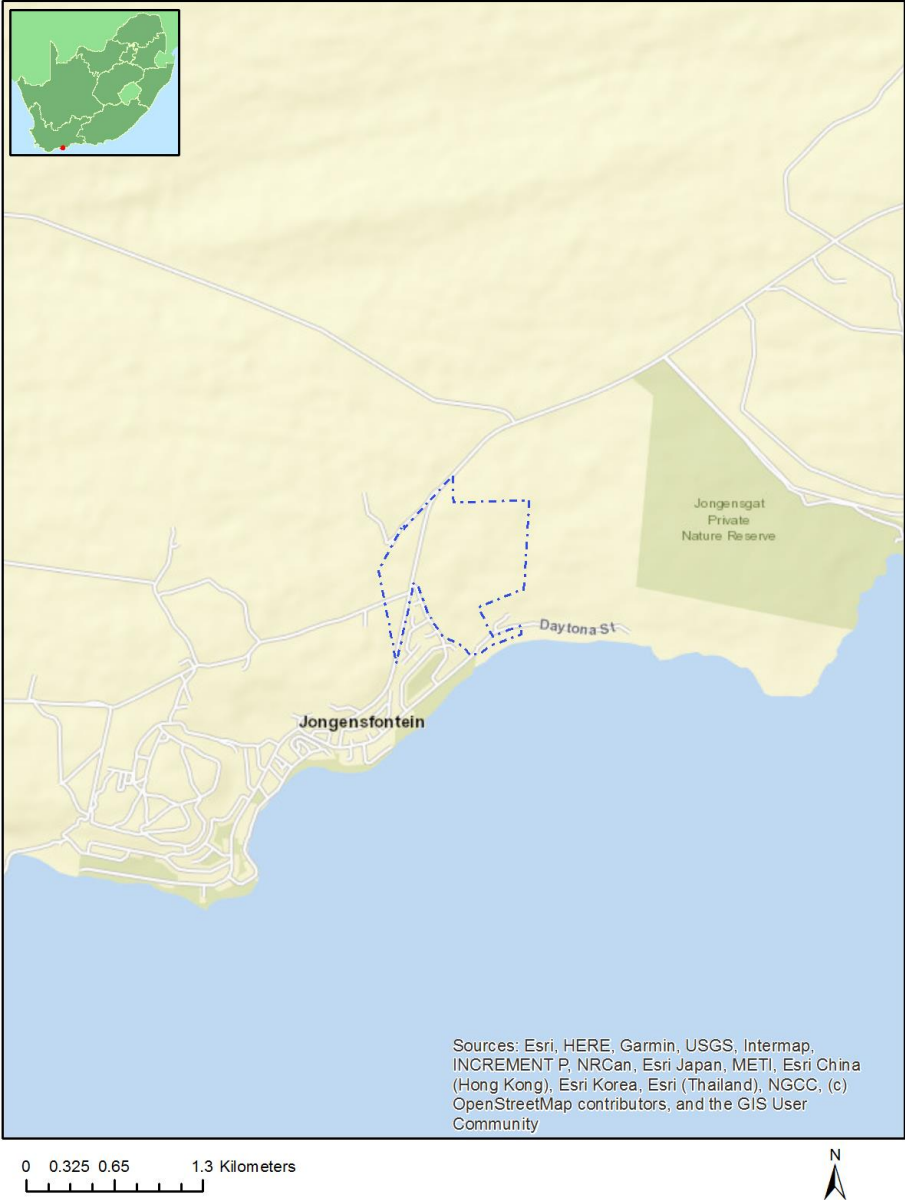 Jongensgat
Private
Nature Reserve
Daytona St
Jongensfontein
Sources: Esri, HERE, Garmin, USGS, Intermap,
INCREMENT P, NRCan, Esri Japan, METI, Esri China
(Hong Kong), Esri Korea, Esri (Thailand), NGCC, (c)
OpenStreetMap contributors, and the GIS User
Community
0 0.325 0.65 1.3 Kilometers
N